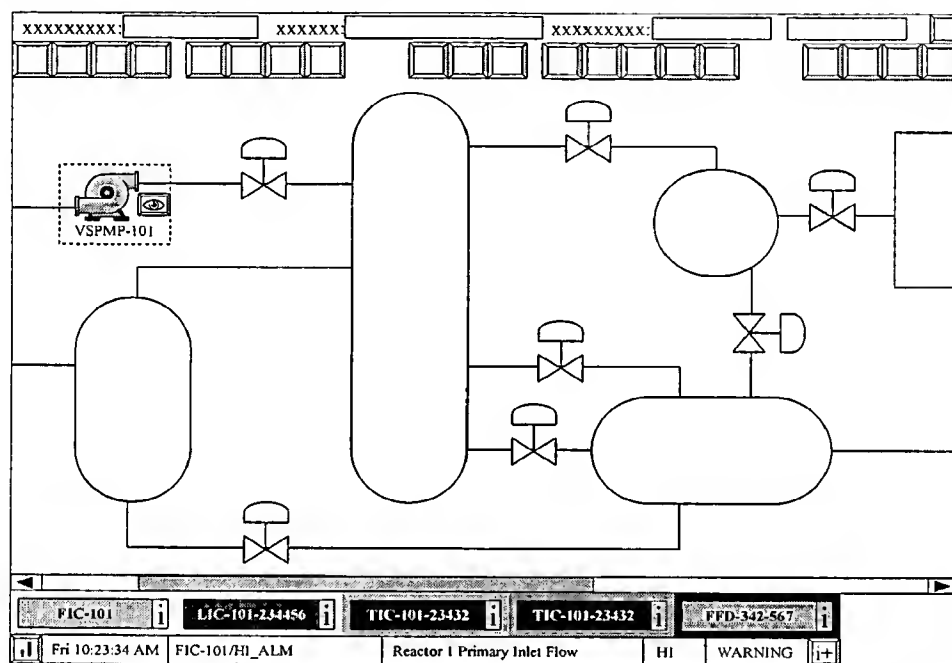 xxxxxxxxx: xxxxxx: xxxxxxxxx:
VSPMP-101
FIC-101 i LIC-101-234456 i TIC-101-23432 i TIC-101-23432 i FFD-342-567 i
Fri 10:23:34 AM FIC-101/HI_ALM Reactor 1 Primary Inlet Flow HI WARNING i+